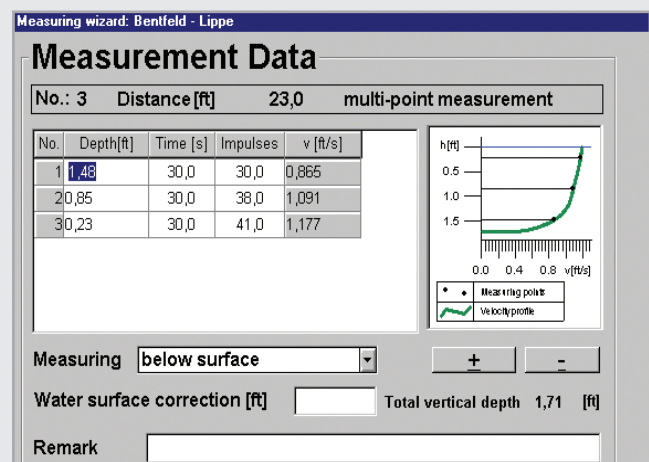 Measuring wizard: Bentfeld - Lippe
Measurement Data
No.: 3 Distance [ft] 23,0 multi-point measurement
No. Depth[ft] Time [s] Impulses v [ft/s]
1 1,48 30,0 30,0 0,865
2 0,85 30,0 38,0 1,091
3 0,23 30,0 41,0 1,177
h[ft]
0.5
1.0
1.5
0.0 0.4 0.8 v[ft/s]
Measuring points
Velocity profile
Measuring below surface + -
Water surface correction [ft] Total vertical depth 1,71 [ft]
Remark